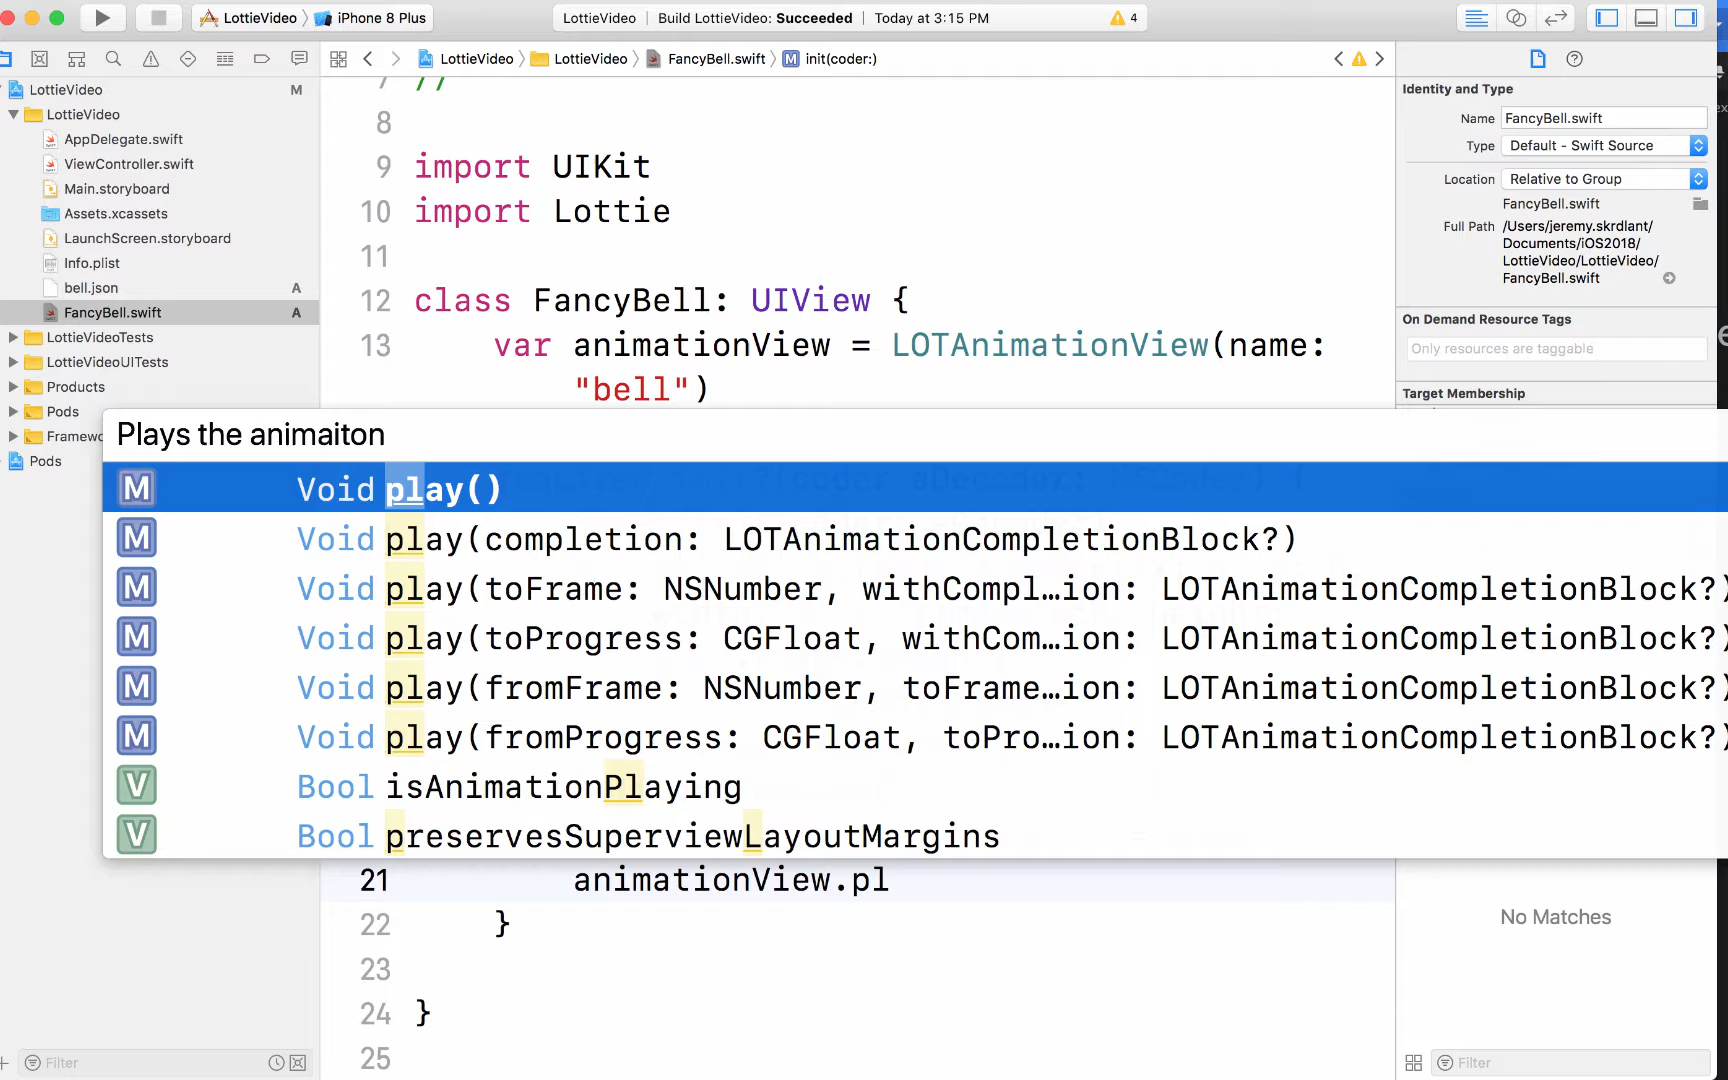 LottieVideo 〉 iPhone 8 Plus
LottieVideo | Build LottieVideo: Succeeded | Today at 3:15 PM
4
LottieVideo 〉 LottieVideo 〉 FancyBell.swift 〉 M init(coder:)
LottieVideo M
LottieVideo
AppDelegate.swift
ViewController.swift
Main.storyboard
Assets.xcassets
LaunchScreen.storyboard
Info.plist
bell.json A
FancyBell.swift A
LottieVideoTests
LottieVideoUITests
Products
Pods
Framewo
Pods
Filter
7 //
8
9 import UIKit
10 import Lottie
11
12 class FancyBell: UIView {
13 var animationView = LOTAnimationView(name:
"bell")
Plays the animaiton
M Void play()
M Void play(completion: LOTAnimationCompletionBlock?)
M Void play(toFrame: NSNumber, withCompl…ion: LOTAnimationCompletionBlock?)
M Void play(toProgress: CGFloat, withCom…ion: LOTAnimationCompletionBlock?)
M Void play(fromFrame: NSNumber, toFrame…ion: LOTAnimationCompletionBlock?)
M Void play(fromProgress: CGFloat, toPro…ion: LOTAnimationCompletionBlock?)
V Bool isAnimationPlaying
V Bool preservesSuperviewLayoutMargins
21 animationView.pl
22 }
23
24 }
25
Identity and Type
Name FancyBell.swift
Type Default - Swift Source
Location Relative to Group
FancyBell.swift
Full Path /Users/jeremy.skrdlant/
Documents/iOS2018/
LottieVideo/LottieVideo/
FancyBell.swift
On Demand Resource Tags
Only resources are taggable
Target Membership
No Matches
Filter